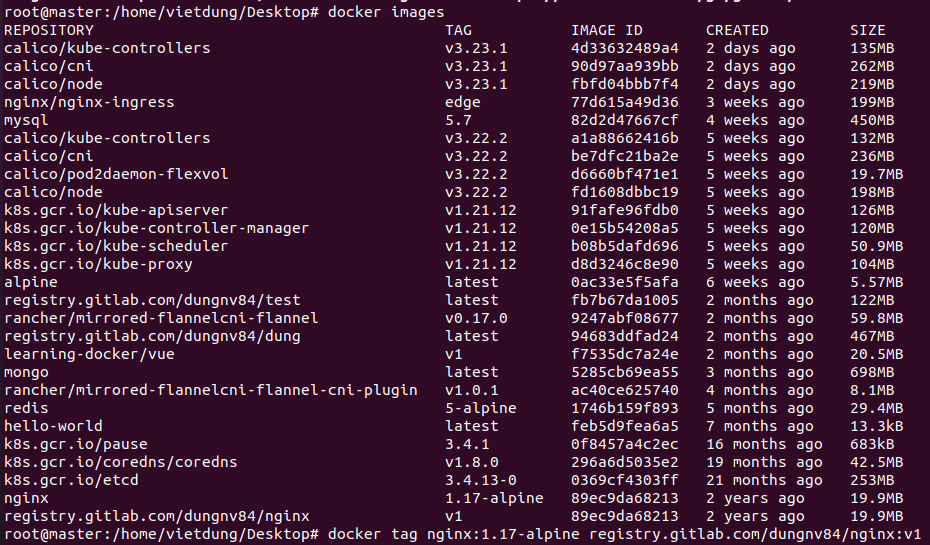 root@master:/home/vietdung/Desktop# docker images
REPOSITORY TAG IMAGE ID CREATED SIZE
calico/kube-controllers v3.23.1 4d33632489a4 2 days ago 135MB
calico/cni v3.23.1 90d97aa939bb 2 days ago 262MB
calico/node v3.23.1 fbfd04bbb7f4 2 days ago 219MB
nginx/nginx-ingress edge 77d615a49d36 3 weeks ago 199MB
mysql 5.7 82d2d47667cf 4 weeks ago 450MB
calico/kube-controllers v3.22.2 a1a88662416b 5 weeks ago 132MB
calico/cni v3.22.2 be7dfc21ba2e 5 weeks ago 236MB
calico/pod2daemon-flexvol v3.22.2 d6660bf471e1 5 weeks ago 19.7MB
calico/node v3.22.2 fd1608dbbc19 5 weeks ago 198MB
k8s.gcr.io/kube-apiserver v1.21.12 91fafe96fdb0 5 weeks ago 126MB
k8s.gcr.io/kube-controller-manager v1.21.12 0e15b54208a5 5 weeks ago 120MB
k8s.gcr.io/kube-scheduler v1.21.12 b08b5dafd696 5 weeks ago 50.9MB
k8s.gcr.io/kube-proxy v1.21.12 d8d3246c8e90 5 weeks ago 104MB
alpine latest 0ac33e5f5afa 6 weeks ago 5.57MB
registry.gitlab.com/dungnv84/test latest fb7b67da1005 2 months ago 122MB
rancher/mirrored-flannelcni-flannel v0.17.0 9247abf08677 2 months ago 59.8MB
registry.gitlab.com/dungnv84/dung latest 94683ddfad24 2 months ago 467MB
learning-docker/vue v1 f7535dc7a24e 2 months ago 20.5MB
mongo latest 5285cb69ea55 3 months ago 698MB
rancher/mirrored-flannelcni-flannel-cni-plugin v1.0.1 ac40ce625740 4 months ago 8.1MB
redis 5-alpine 1746b159f893 5 months ago 29.4MB
hello-world latest feb5d9fea6a5 7 months ago 13.3kB
k8s.gcr.io/pause 3.4.1 0f8457a4c2ec 16 months ago 683kB
k8s.gcr.io/coredns/coredns v1.8.0 296a6d5035e2 19 months ago 42.5MB
k8s.gcr.io/etcd 3.4.13-0 0369cf4303ff 21 months ago 253MB
nginx 1.17-alpine 89ec9da68213 2 years ago 19.9MB
registry.gitlab.com/dungnv84/nginx v1 89ec9da68213 2 years ago 19.9MB
root@master:/home/vietdung/Desktop# docker tag nginx:1.17-alpine registry.gitlab.com/dungnv84/nginx:v1